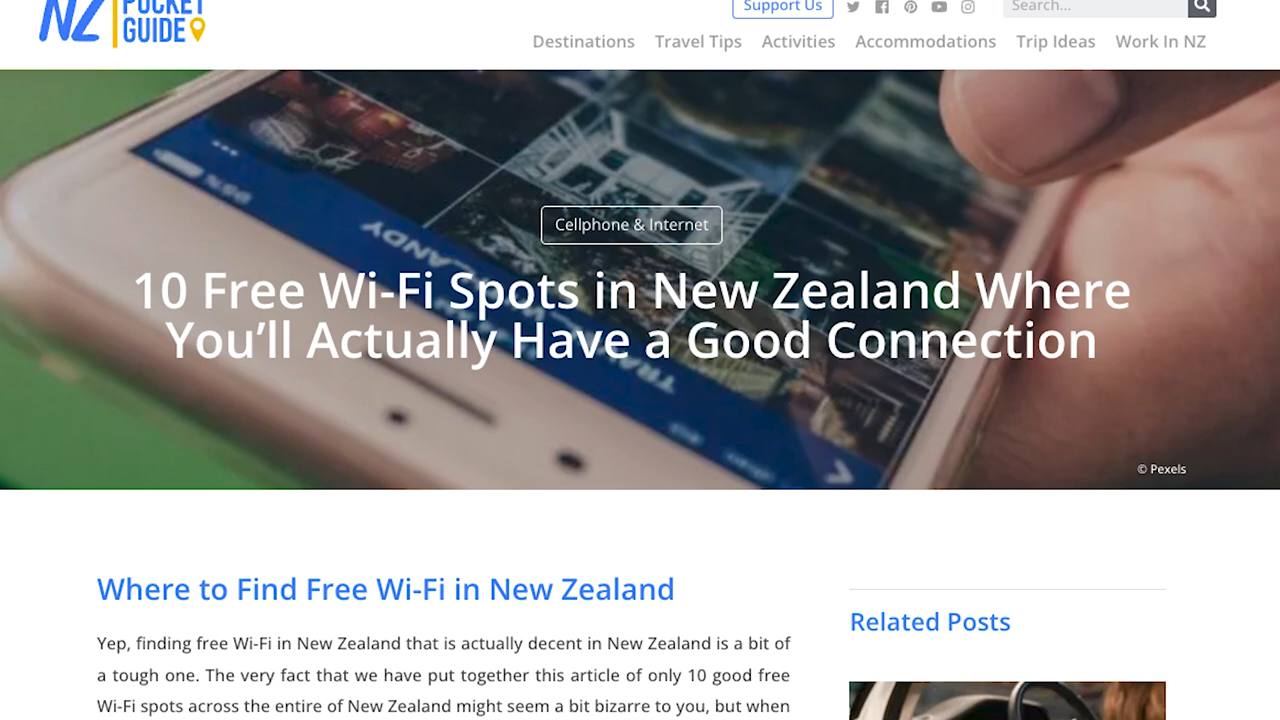 NZ POCKET GUIDE
Support Us
Search...
Destinations Travel Tips Activities Accommodations Trip Ideas Work In NZ
Cellphone & Internet
10 Free Wi-Fi Spots in New Zealand Where
You’ll Actually Have a Good Connection
© Pexels
Where to Find Free Wi-Fi in New Zealand
Yep, finding free Wi-Fi in New Zealand that is actually decent in New Zealand is a bit of
a tough one. The very fact that we have put together this article of only 10 good free
Wi-Fi spots across the entire of New Zealand might seem a bit bizarre to you, but when
Related Posts